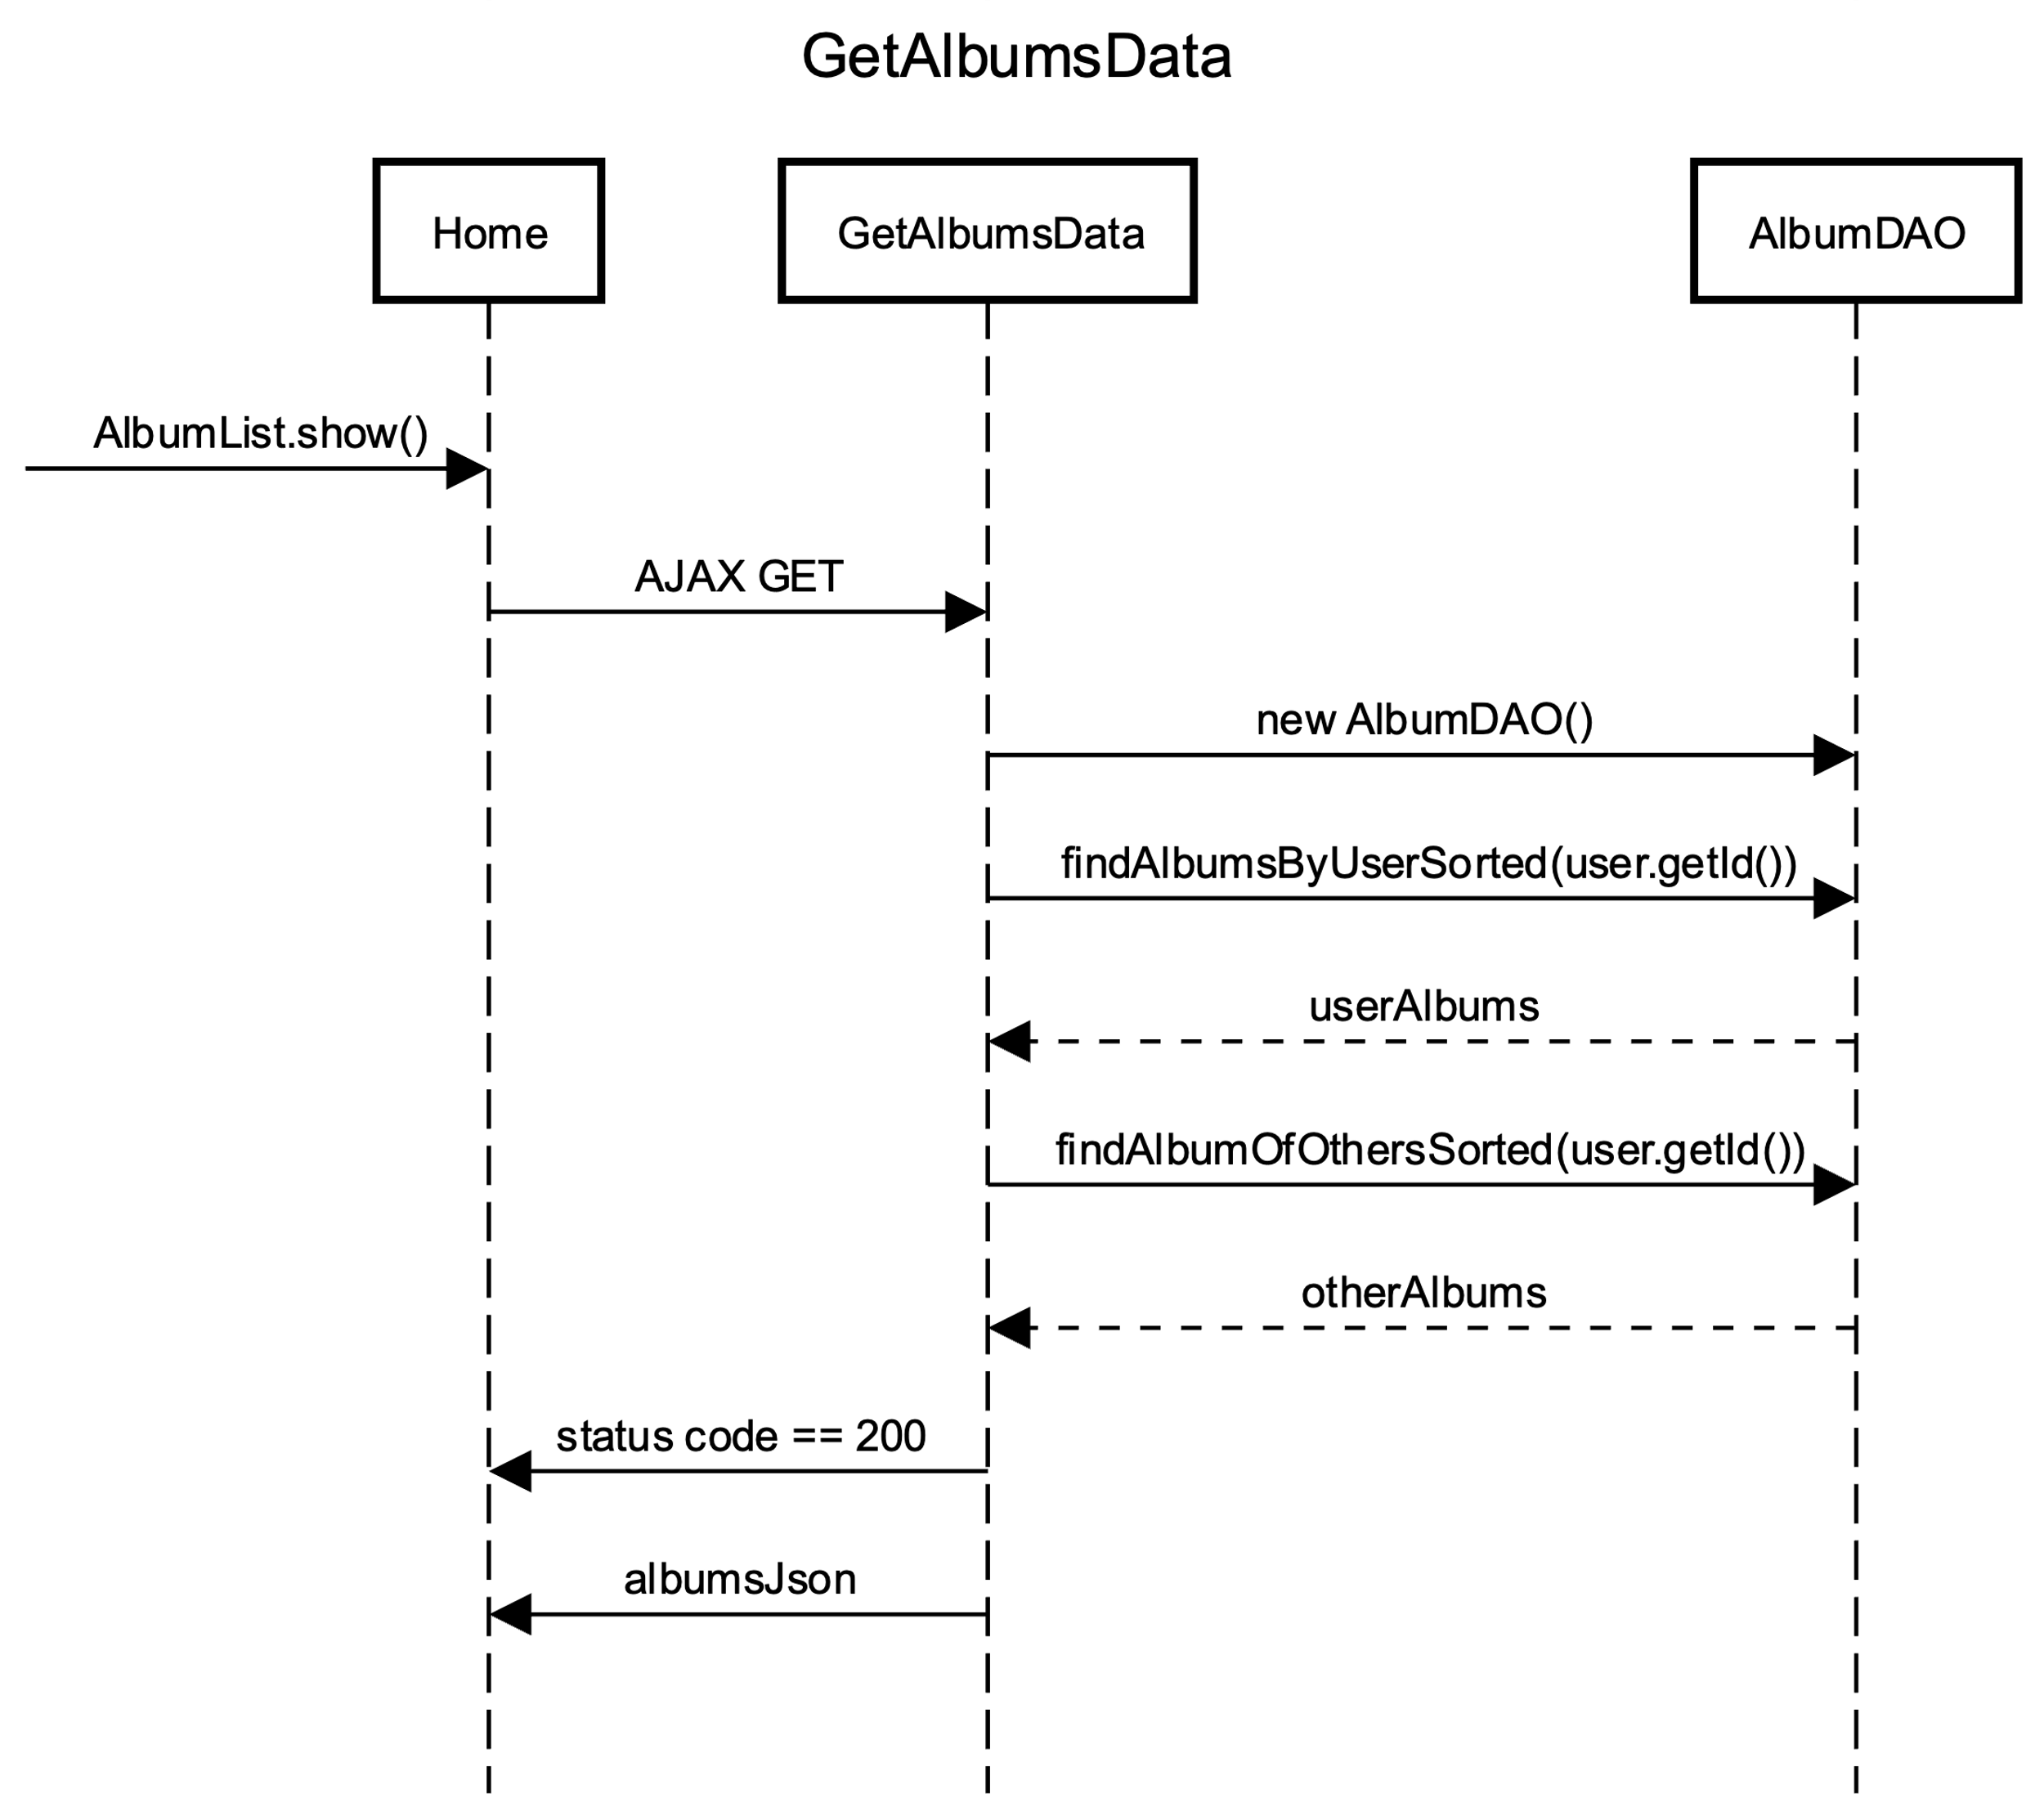 GetAlbumsData
Home
GetAlbumsData
AlbumDAO
AlbumList.show()
AJAX GET
new AlbumDAO()
findAlbumsByUserSorted(user.getId())
userAlbums
findAlbumOfOthersSorted(user.getId())
otherAlbums
status code == 200
albumsJson